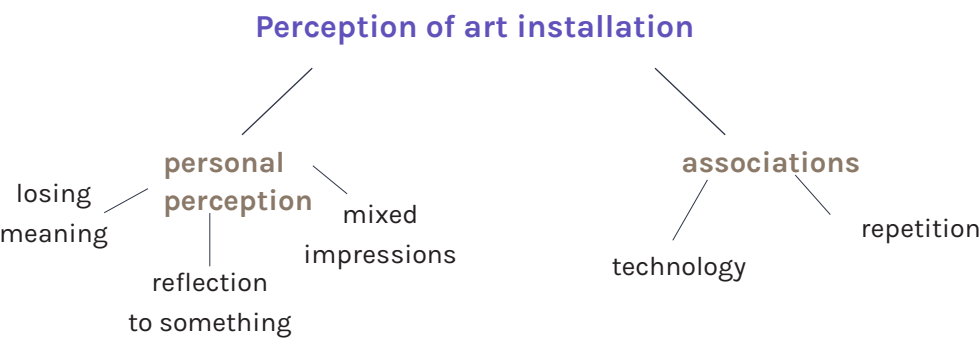 Perception of art installation
personal
perception
associations
losing
meaning
reflection
to something
mixed
impressions
technology
repetition